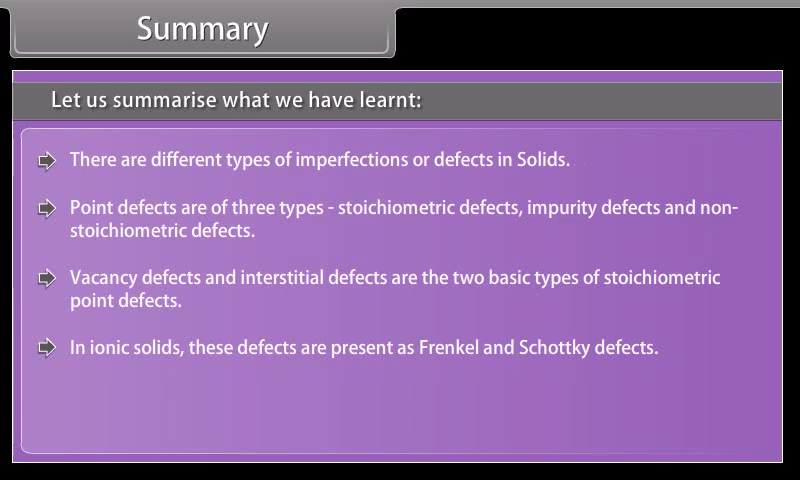 Summary
Let us summarise what we have learnt:
There are different types of imperfections or defects in Solids.
Point defects are of three types - stoichiometric defects, impurity defects and non-
stoichiometric defects.
Vacancy defects and interstitial defects are the two basic types of stoichiometric
point defects.
In ionic solids, these defects are present as Frenkel and Schottky defects.